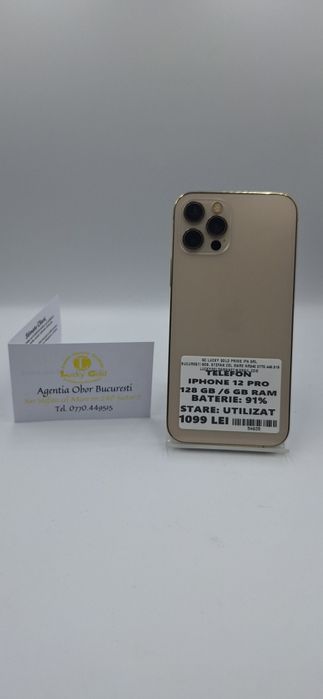 Lucky Gold
Agentia Obor Bucuresti
Tel. 0770.449515
SC LUCKY GOLD PRINS IFN SRL
TELEFON
IPHONE 12 PRO
128 GB /6 GB RAM
BATERIE: 91%
STARE: UTILIZAT
1099 LEI